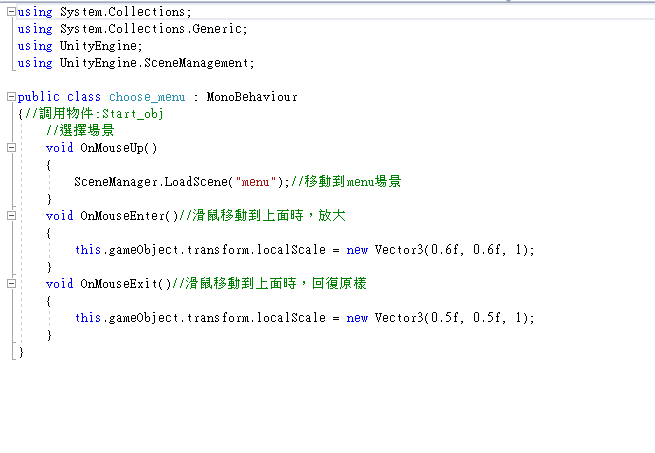 using System.Collections;
using System.Collections.Generic;
using UnityEngine;
using UnityEngine.SceneManagement;
public class choose_menu : MonoBehaviour
{//調用物件:Start_obj
//選擇場景
void OnMouseUp()
{
SceneManager.LoadScene("menu");//移動到menu場景
}
void OnMouseEnter()//滑鼠移動到上面時，放大
{
this.gameObject.transform.localScale = new Vector3(0.6f, 0.6f, 1);
}
void OnMouseExit()//滑鼠移動到上面時，回復原樣
{
this.gameObject.transform.localScale = new Vector3(0.5f, 0.5f, 1);
}
}